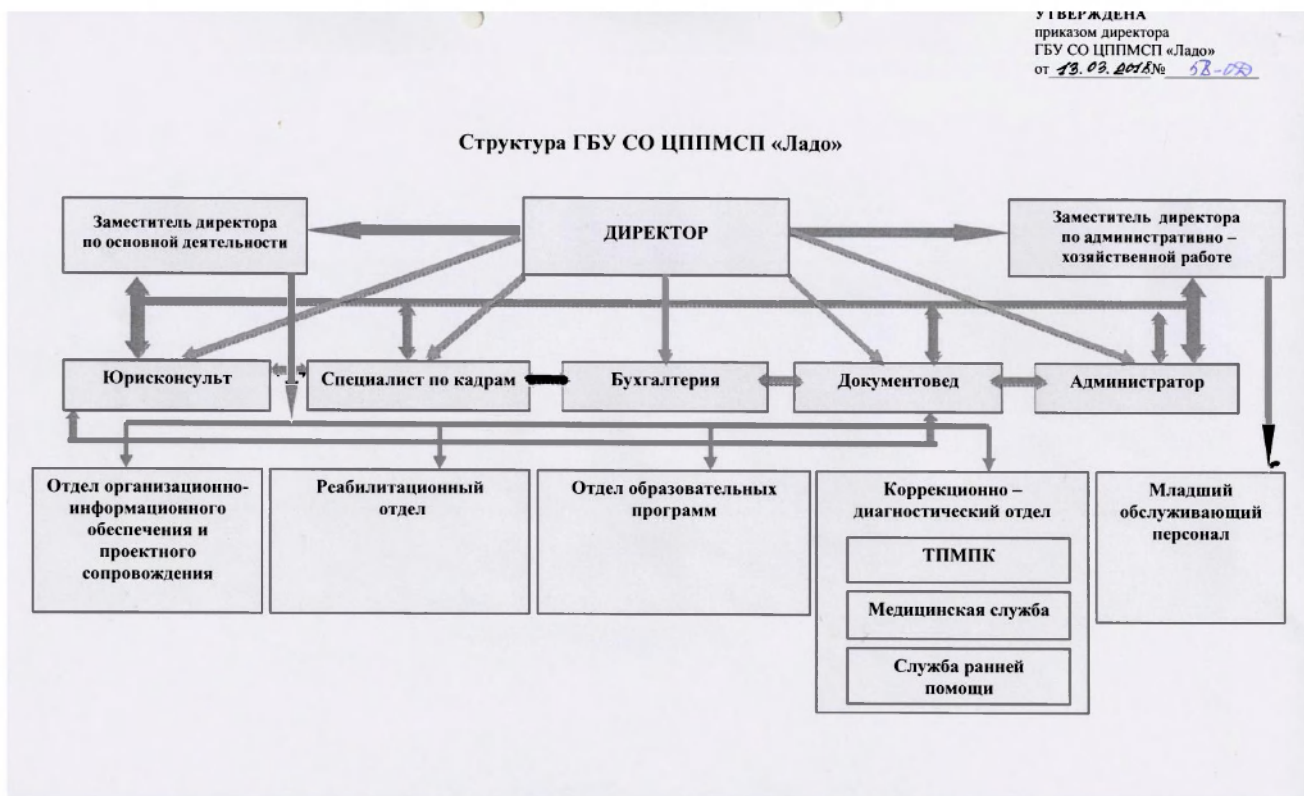 УТВЕРЖДЕНА
приказом директора
ГБУ СО ЦППМСП «Ладо»
от 13.03.2018 № 58-ОД
Структура ГБУ СО ЦППМСП «Ладо»
Заместитель директора
по основной деятельности
ДИРЕКТОР
Заместитель директора
по административно –
хозяйственной работе
Юрисконсульт
Специалист по кадрам
Бухгалтерия
Документовед
Администратор
Отдел организационно-
информационного
обеспечения и
проектного
сопровождения
Реабилитационный
отдел
Отдел образовательных
программ
Коррекционно –
диагностический отдел
ТПМПК
Медицинская служба
Служба ранней
помощи
Младший
обслуживающий
персонал